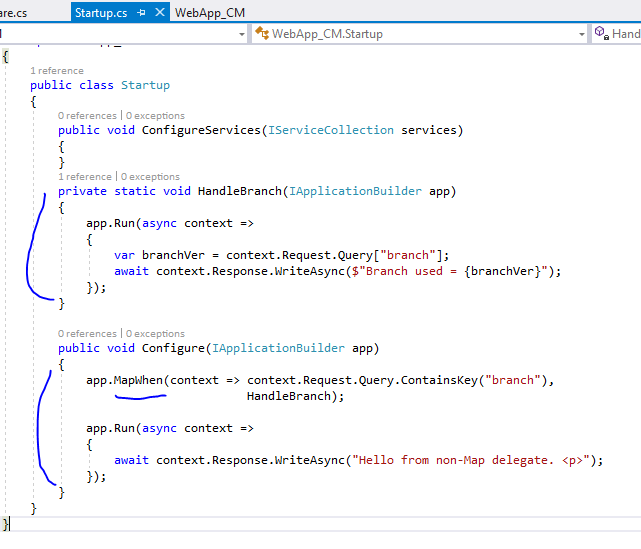 are.cs Startup.cs WebApp_CM
WebApp_CM.Startup Hand
{
1 reference
public class Startup
{
0 references | 0 exceptions
public void ConfigureServices(IServiceCollection services)
{
}
1 reference | 0 exceptions
private static void HandleBranch(IApplicationBuilder app)
{
app.Run(async context =>
{
var branchVer = context.Request.Query["branch"];
await context.Response.WriteAsync($"Branch used = {branchVer}");
});
}
0 references | 0 exceptions
public void Configure(IApplicationBuilder app)
{
app.MapWhen(context => context.Request.Query.ContainsKey("branch"),
HandleBranch);
app.Run(async context =>
{
await context.Response.WriteAsync("Hello from non-Map delegate. <p>");
});
}
}
}